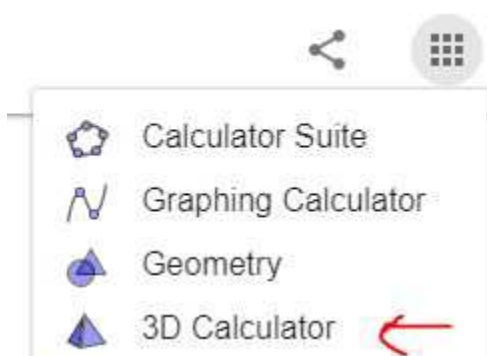 Calculator Suite
Graphing Calculator
Geometry
3D Calculator